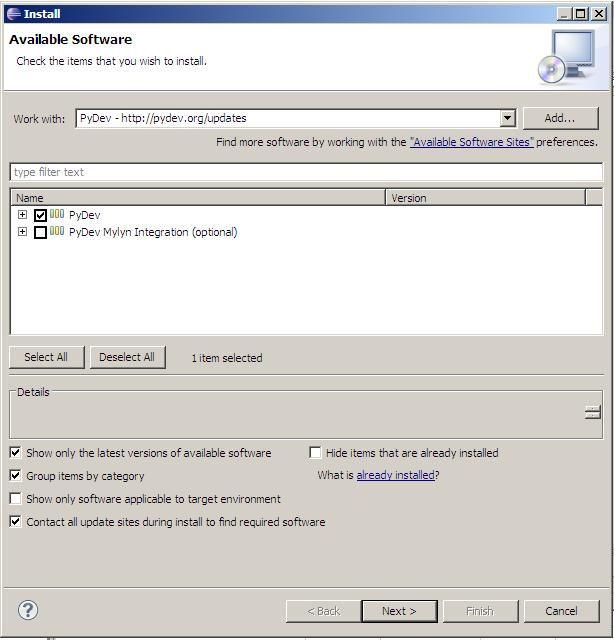 Install
Available Software
Check the items that you wish to install.
Work with: PyDev - http://pydev.org/updates Add...
Find more software by working with the "Available Software Sites" preferences.
type filter text
Name Version
PyDev
PyDev Mylyn Integration (optional)
Select All Deselect All 1 item selected
Details
Show only the latest versions of available software Hide items that are already installed
Group items by category What is already installed?
Show only software applicable to target environment
Contact all update sites during install to find required software
? < Back Next > Finish Cancel